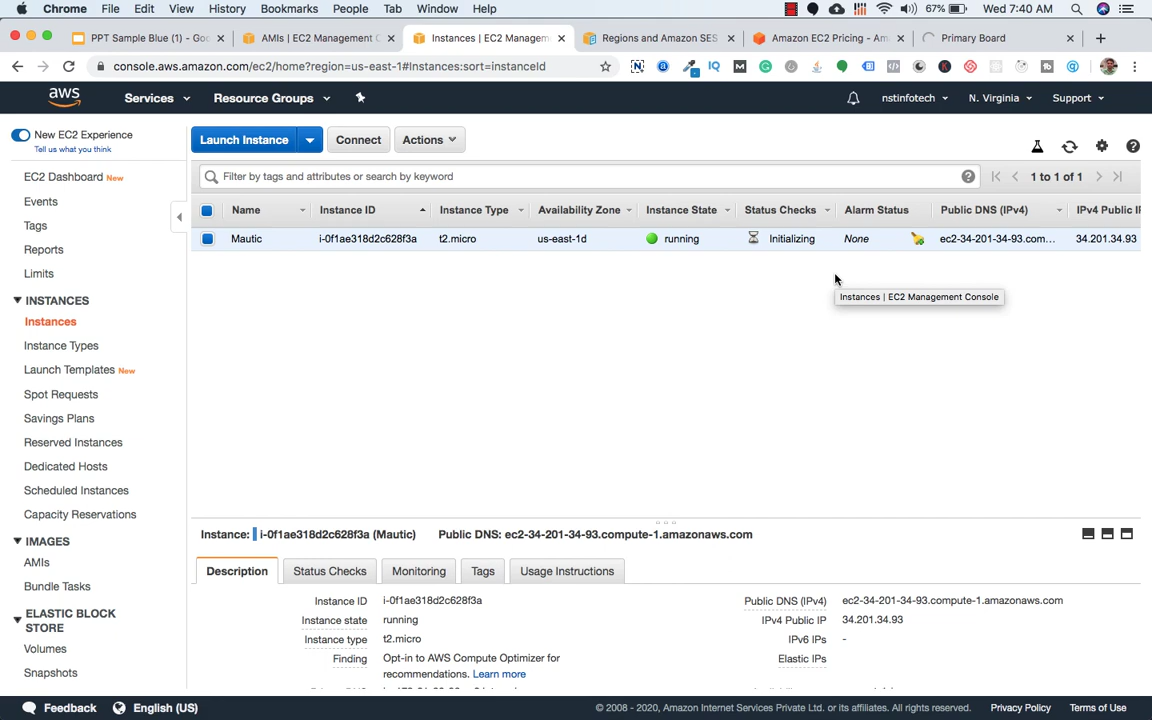 Chrome File Edit View History Bookmarks People Tab Window Help 67% Wed 7:40 AM
PPT Sample Blue (1) - Goo AMIs | EC2 Management C Instances | EC2 Managemen Regions and Amazon SES Amazon EC2 Pricing - Am Primary Board
console.aws.amazon.com/ec2/home?region=us-east-1#Instances:sort=instanceId
aws Services Resource Groups nstinfotech N. Virginia Support
New EC2 Experience
Tell us what you think
Launch Instance Connect Actions
EC2 Dashboard New
Events
Tags
Reports
Limits
INSTANCES
Instances
Instance Types
Launch Templates New
Spot Requests
Savings Plans
Reserved Instances
Dedicated Hosts
Scheduled Instances
Capacity Reservations
IMAGES
AMIs
Bundle Tasks
ELASTIC BLOCK
STORE
Volumes
Snapshots
Filter by tags and attributes or search by keyword 1 to 1 of 1
Name Instance ID Instance Type Availability Zone Instance State Status Checks Alarm Status Public DNS (IPv4) IPv4 Public IP
Mautic i-0f1ae318d2c628f3a t2.micro us-east-1d running Initializing None ec2-34-201-34-93.com... 34.201.34.93
Instances | EC2 Management Console
Instance: i-0f1ae318d2c628f3a (Mautic) Public DNS: ec2-34-201-34-93.compute-1.amazonaws.com
Description Status Checks Monitoring Tags Usage Instructions
Instance ID i-0f1ae318d2c628f3a Public DNS (IPv4) ec2-34-201-34-93.compute-1.amazonaws.com
Instance state running IPv4 Public IP 34.201.34.93
Instance type t2.micro IPv6 IPs -
Finding Opt-in to AWS Compute Optimizer for Elastic IPs
recommendations. Learn more
Feedback English (US) © 2008 - 2020, Amazon Internet Services Private Ltd. or its affiliates. All rights reserved. Privacy Policy Terms of Use